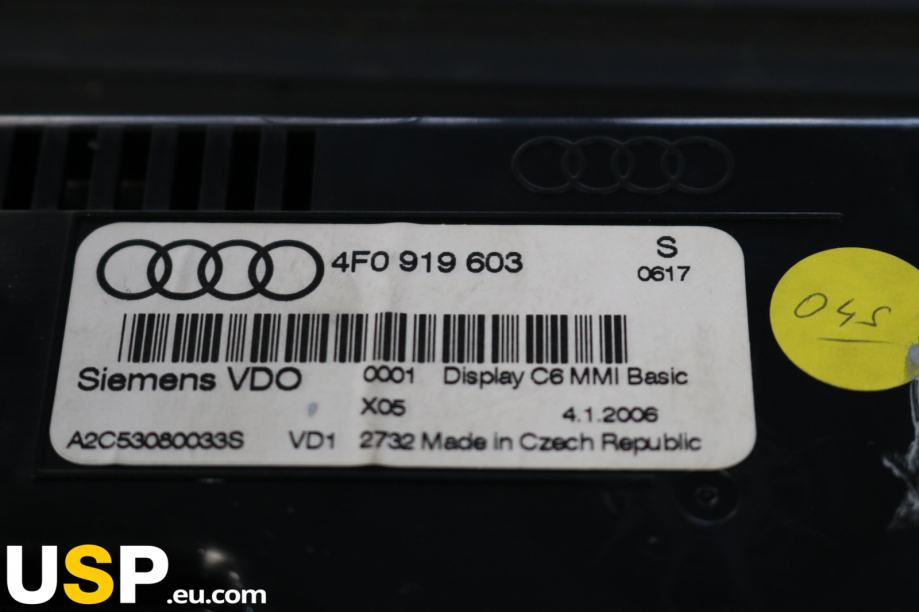 4F0 919 603
S
0617
Siemens VDO 0001 Display C6 MMI Basic
X05 4.1.2006
A2C53080033S VD1 2732 Made in Czech Republic
045
USP.eu.com